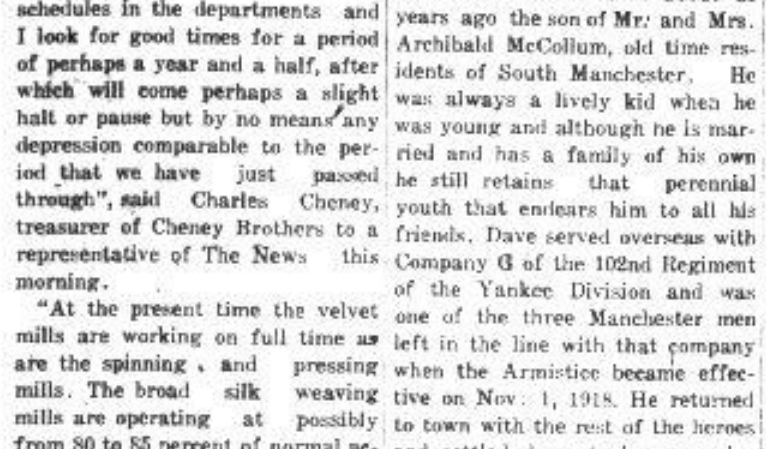 schedules in the departments and
I look for good times for a period
of perhaps a year and a half, after
which will come perhaps a slight
halt or pause but by no means any
depression comparable to the per-
iod that we have just passed
through", said Charles Cheney,
treasurer of Cheney Brothers to a
representative of The News this
morning.
"At the present time the velvet
mills are working on full time as
are the spinning , and pressing
mills. The broad silk weaving
mills are operating at possibly
from 80 to 85 percent of normal
years ago the son of Mr. and Mrs.
Archibald McCollum, old time res-
idents of South Manchester. He
was always a lively kid when he
was young and although he is mar-
ried and has a family of his own
he still retains that perennial
youth that endears him to all his
friends. Dave served overseas with
Company G of the 102nd Regiment
of the Yankee Division and was
one of the three Manchester men
left in the line with that company
when the Armistice became effec-
tive on Nov. 1, 1918. He returned
to town with the rest of the heroes